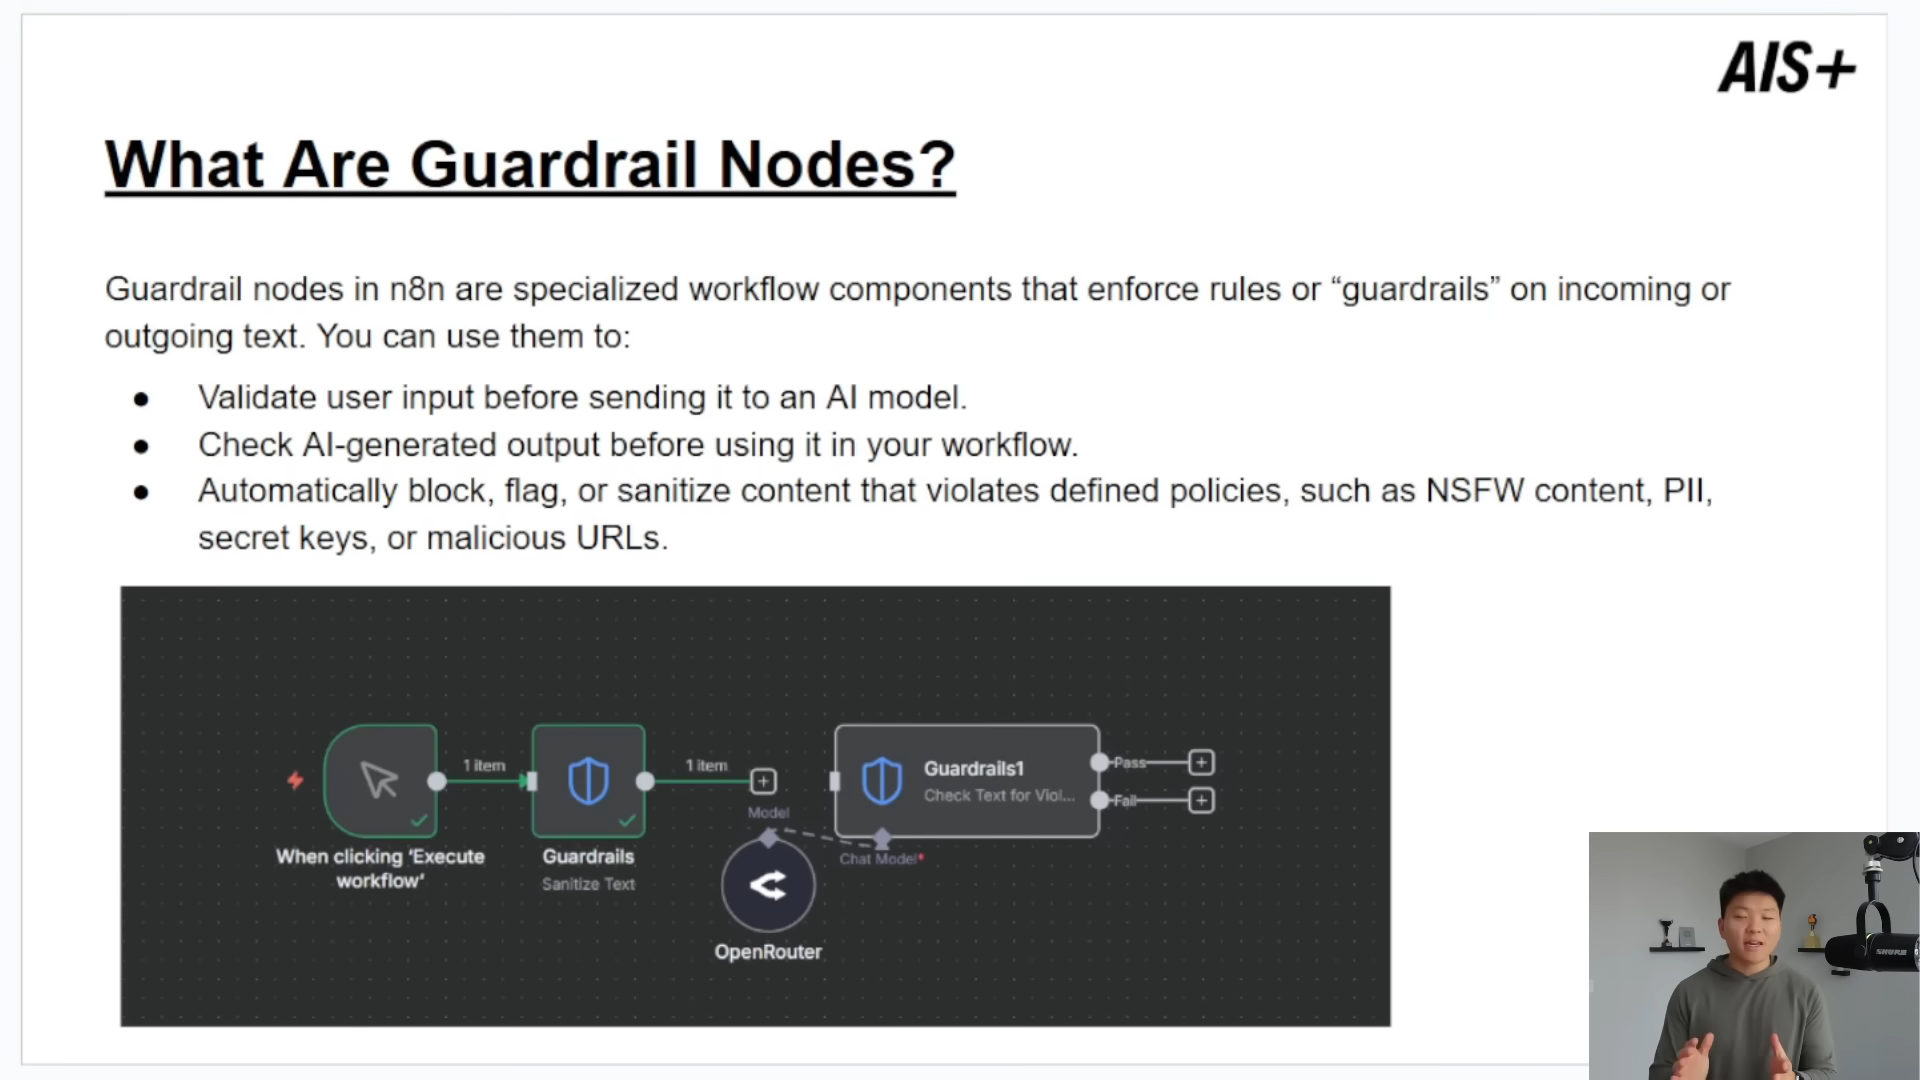 AIS+
What Are Guardrail Nodes?
Guardrail nodes in n8n are specialized workflow components that enforce rules or “guardrails” on incoming or
outgoing text. You can use them to:
● Validate user input before sending it to an AI model.
● Check AI-generated output before using it in your workflow.
● Automatically block, flag, or sanitize content that violates defined policies, such as NSFW content, PII,
secret keys, or malicious URLs.
1 item
1 item
Guardrails1
Check Text for Viol...
Pass
Fail
Model
Chat Model*
When clicking ‘Execute
workflow’
Guardrails
Sanitize Text
OpenRouter
SHURE